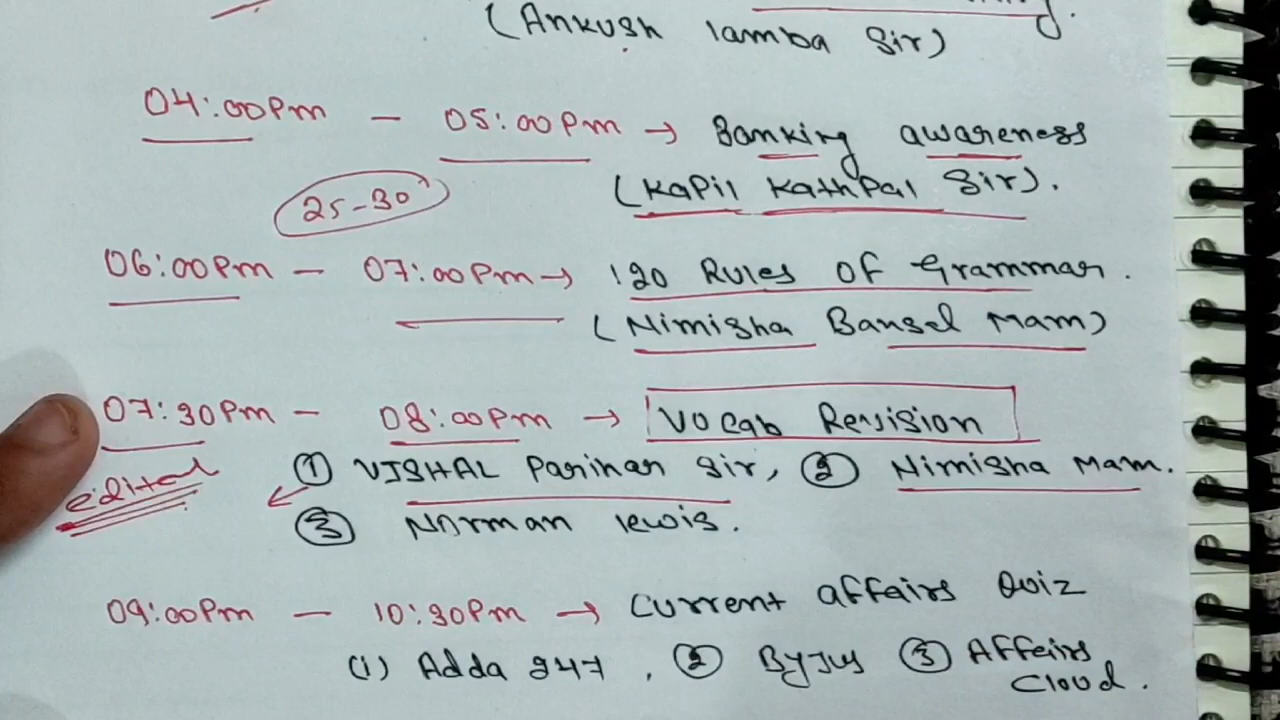 (Ankush lamba Sir)
04:00Pm - 05:00Pm → Banking awareness
(Kapil Kathpal Sir).
25-30
06:00Pm - 07:00Pm → 120 Rules OF Grammar.
(Nimisha Bansal Mam)
07:30Pm - 08:00Pm → Vocab Revision
① VISHAL Parihar Sir, ② Nimisha Mam.
edital
③ Norman lewis.
09:00Pm - 10:30Pm → Current affairs Quiz
(1) Adda 247, ② Byjus ③ Affairs
Cloud.